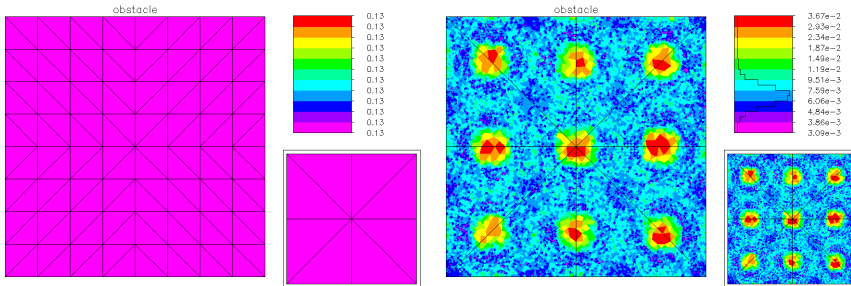 obstacle
0.13
0.13
0.13
0.13
0.13
0.13
0.13
0.13
0.13
0.13
0.13
0.13
obstacle
3.67e-2
2.93e-2
2.34e-2
1.87e-2
1.49e-2
1.19e-2
9.51e-3
7.59e-3
6.06e-3
4.84e-3
3.86e-3
3.09e-3